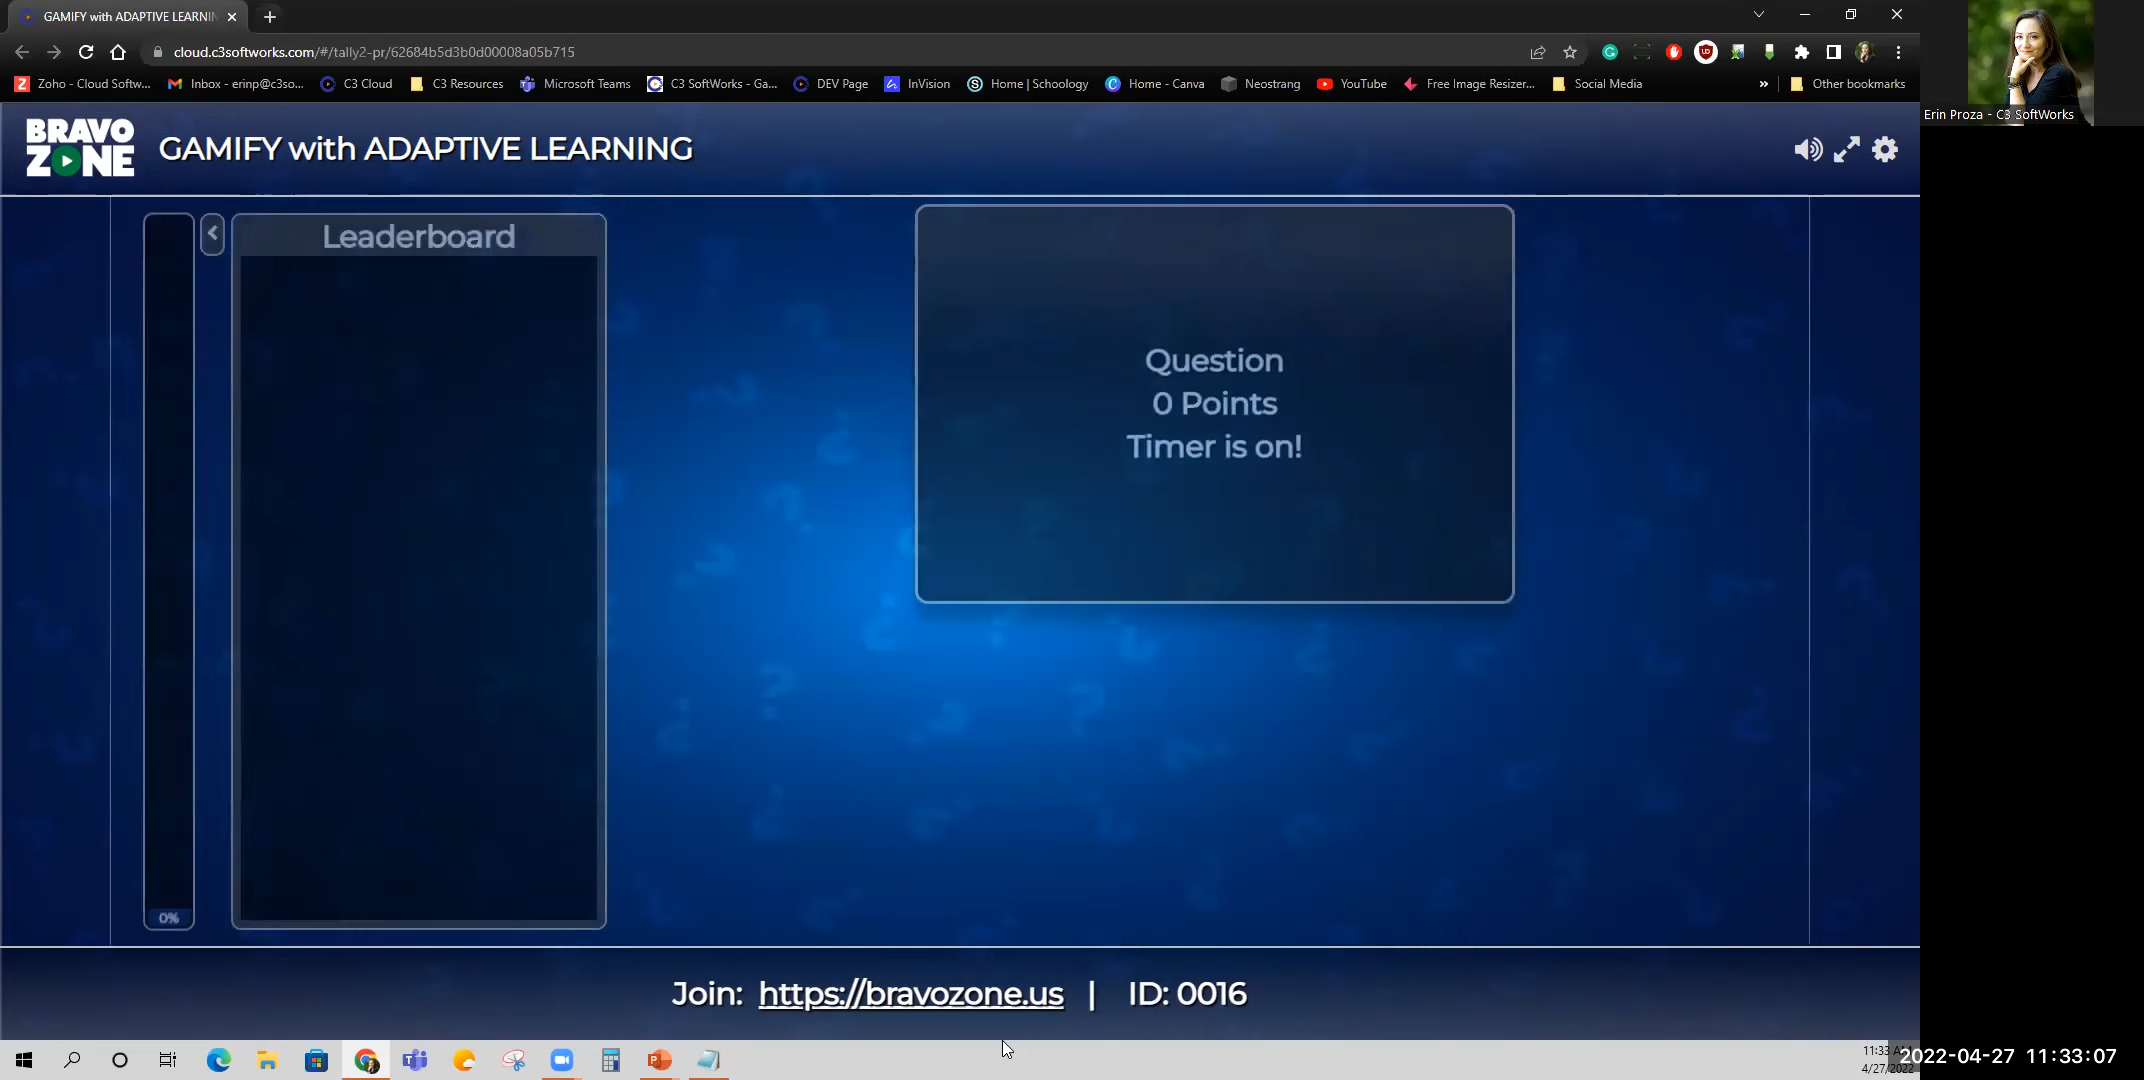 GAMIFY with ADAPTIVE LEARNIN
cloud.c3softworks.com/#/tally2-pr/62684b5d3b0d00008a05b715
Zoho - Cloud Softw... Inbox - erinp@c3so... C3 Cloud C3 Resources Microsoft Teams C3 SoftWorks - Ga... DEV Page InVision Home | Schoology Home - Canva Neostrang YouTube Free Image Resizer... Social Media » Other bookmarks
Erin Proza - C3 SoftWorks
BRAVO
ZONE
GAMIFY with ADAPTIVE LEARNING
Leaderboard
Question
0 Points
Timer is on!
0%
Join: https://bravozone.us | ID: 0016
11:33
4/27/2022
2022-04-27 11:33:07